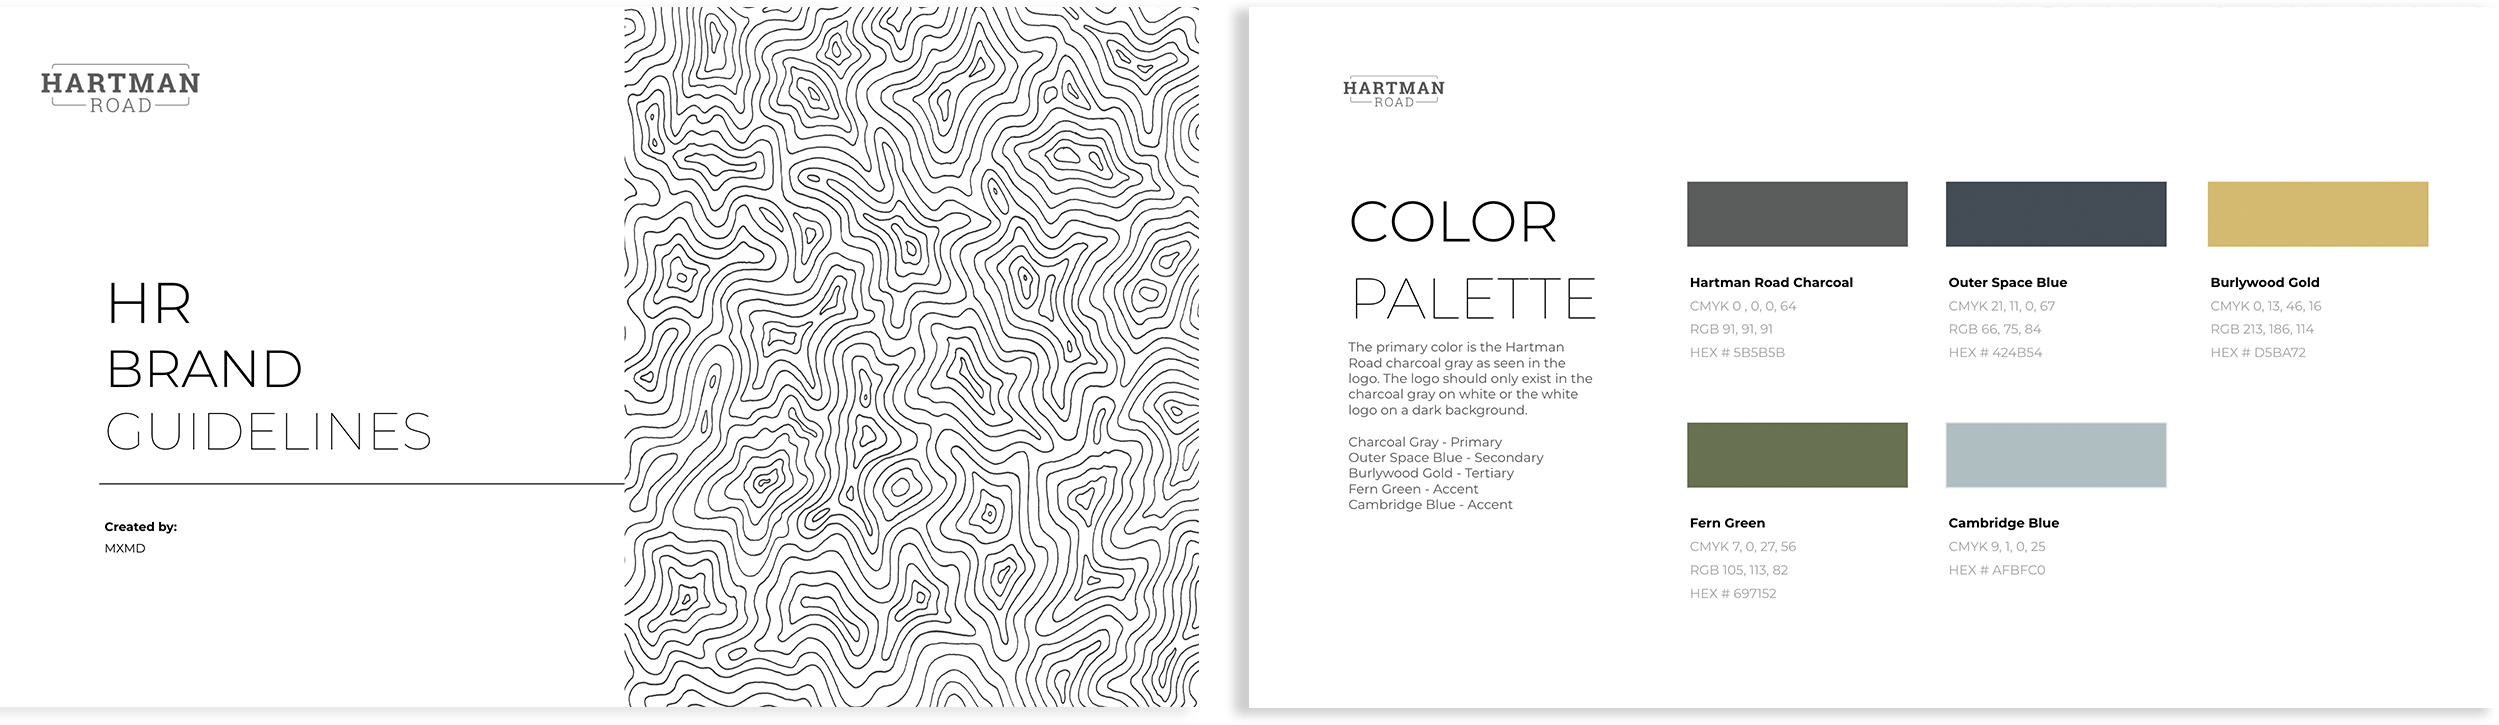 HARTMAN
ROAD
HR
BRAND
GUIDELINES
Created by:
MXMD
HARTMAN
ROAD
COLOR
PALETTE
The primary color is the Hartman
Road charcoal gray as seen in the
logo. The logo should only exist in the
charcoal gray on white or the white
logo on a dark background.
Charcoal Gray - Primary
Outer Space Blue - Secondary
Burlywood Gold - Tertiary
Fern Green - Accent
Cambridge Blue - Accent
Hartman Road Charcoal
CMYK 0 , 0, 0, 64
RGB 91, 91, 91
HEX # 5B5B5B
Outer Space Blue
CMYK 21, 11, 0, 67
RGB 66, 75, 84
HEX # 424B54
Burlywood Gold
CMYK 0, 13, 46, 16
RGB 213, 186, 114
HEX # D5BA72
Fern Green
CMYK 7, 0, 27, 56
RGB 105, 113, 82
HEX # 697152
Cambridge Blue
CMYK 9, 1, 0, 25
HEX # AFBFC0